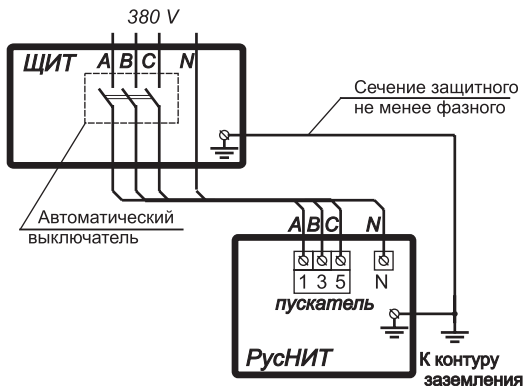 380 V
ЩИТ
A B C N
Сечение защитного
не менее фазного
Автоматический
выключатель
A B C N
1 3 5 N
пускатель
РусНИТ
К контуру
заземления